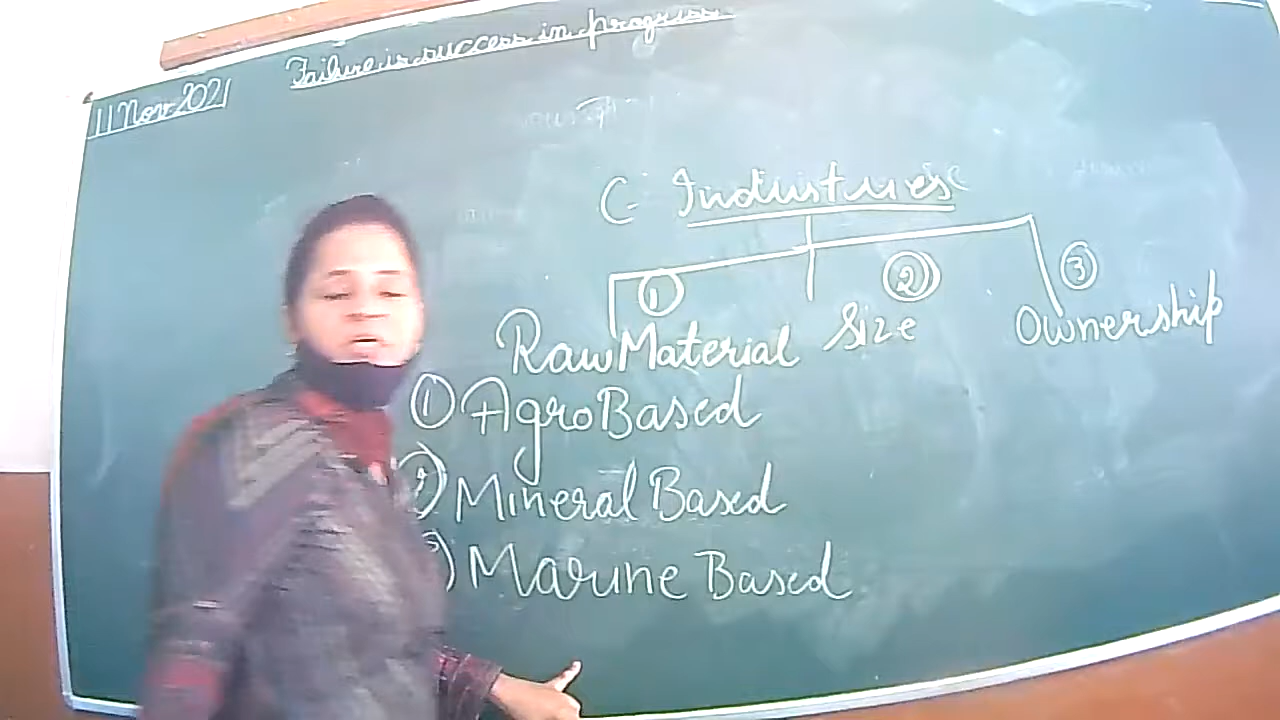 Failure is success in progress
11 Nov 2021
C- Industries
① ② ③
Raw Material Size Ownership
① Agro Based
② Mineral Based
③ Marine Based